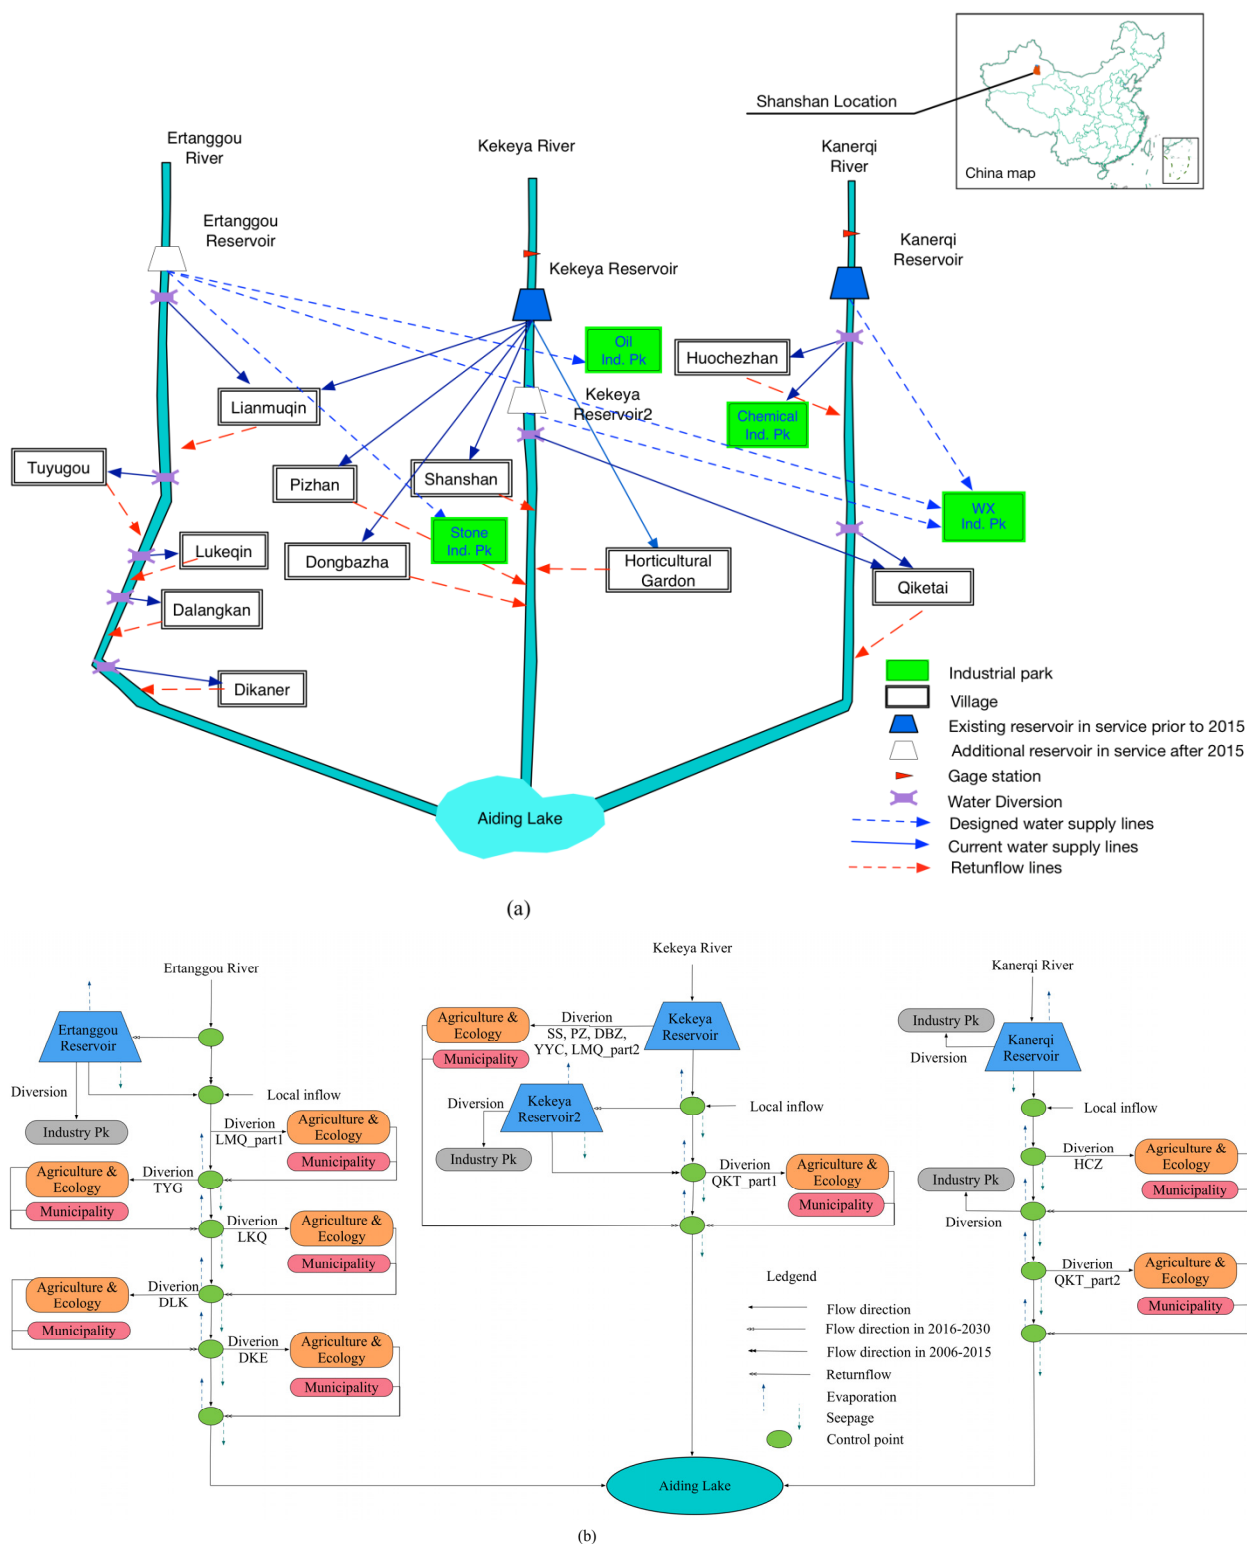 Shanshan Location
China map
Ertanggou
River
Kekeya River
Kanerqi
River
Ertanggou
Reservoir
Kekeya Reservoir
Kanerqi
Reservoir
Oil
Ind. Pk
Huochezhan
Lianmuqin
Kekeya
Reservoir2
Chemical
Ind. Pk
Tuyugou
Pizhan
Shanshan
WX
Ind. Pk
Stone
Ind. Pk
Lukeqin
Dongbazha
Horticultural
Gardon
Qiketai
Dalangkan
Dikaner
Aiding Lake
Industrial park
Village
Existing reservoir in service prior to 2015
Additional reservoir in service after 2015
Gage station
Water Diversion
Designed water supply lines
Current water supply lines
Retunflow lines
(a)
Ertanggou River
Ertanggou
Reservoir
Diversion
Local inflow
Industry Pk
Diverion
LMQ_part1
Agriculture &
Ecology
Municipality
Agriculture &
Ecology
Municipality
Diverion
TYG
Diverion
LKQ
Agriculture &
Ecology
Municipality
Agriculture &
Ecology
Municipality
Diverion
DLK
Diverion
DKE
Agriculture &
Ecology
Municipality
Kekeya River
Agriculture &
Ecology
Municipality
Diverion
SS, PZ, DBZ,
YYC, LMQ_part2
Kekeya
Reservoir
Diversion
Kekeya
Reservoir2
Local inflow
Industry Pk
Diverion
QKT_part1
Agriculture &
Ecology
Municipality
Kanerqi River
Industry Pk
Diversion
Kanerqi
Reservoir
Local inflow
Diverion
HCZ
Agriculture &
Ecology
Municipality
Industry Pk
Diversion
Diverion
QKT_part2
Agriculture &
Ecology
Municipality
Ledgend
Flow direction
Flow direction in 2016-2030
Flow direction in 2006-2015
Returnflow
Evaporation
Seepage
Control point
Aiding Lake
(b)